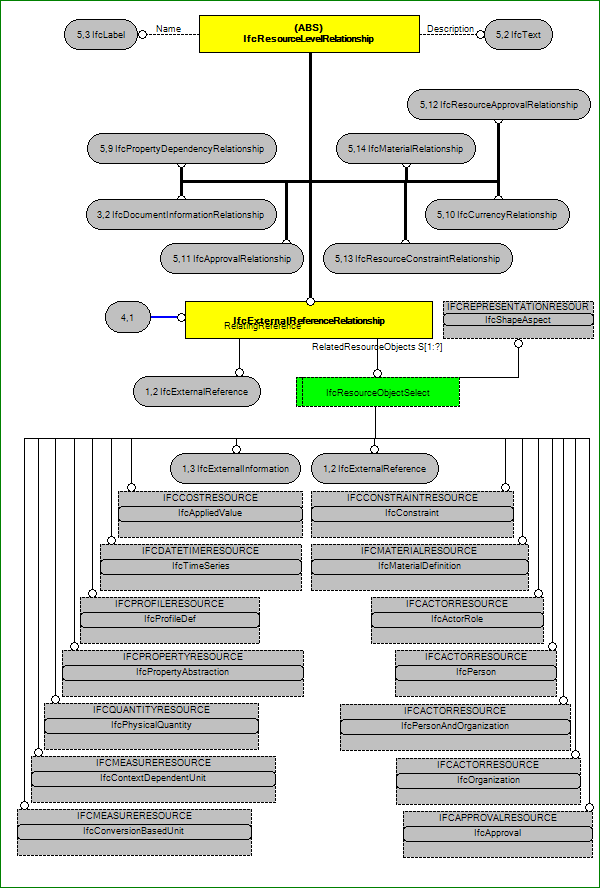 (ABS)
IfcResourceLevelRelationship
5,3 IfcLabel
Name
Description
5,2 IfcText
5,12 IfcResourceApprovalRelationship
5,9 IfcPropertyDependencyRelationship
5,14 IfcMaterialRelationship
3,2 IfcDocumentInformationRelationship
5,10 IfcCurrencyRelationship
5,11 IfcApprovalRelationship
5,13 IfcResourceConstraintRelationship
4,1
IfcExternalReferenceRelationship
RelatingReference
IFCREPRESENTATIONRESOUR
IfcShapeAspect
RelatedResourceObjects S[1:?]
1,2 IfcExternalReference
IfcResourceObjectSelect
1,3 IfcExternalInformation
1,2 IfcExternalReference
IFCCOSTRESOURCE
IfcAppliedValue
IFCCONSTRAINTRESOURCE
IfcConstraint
IFCDATETIMERESOURCE
IfcTimeSeries
IFCMATERIALRESOURCE
IfcMaterialDefinition
IFCPROFILERESOURCE
IfcProfileDef
IFCACTORRESOURCE
IfcActorRole
IFCPROPERTYRESOURCE
IfcPropertyAbstraction
IFCACTORRESOURCE
IfcPerson
IFCQUANTITYRESOURCE
IfcPhysicalQuantity
IFCACTORRESOURCE
IfcPersonAndOrganization
IFCMEASURERESOURCE
IfcContextDependentUnit
IFCACTORRESOURCE
IfcOrganization
IFCMEASURERESOURCE
IfcConversionBasedUnit
IFCAPPROVALRESOURCE
IfcApproval